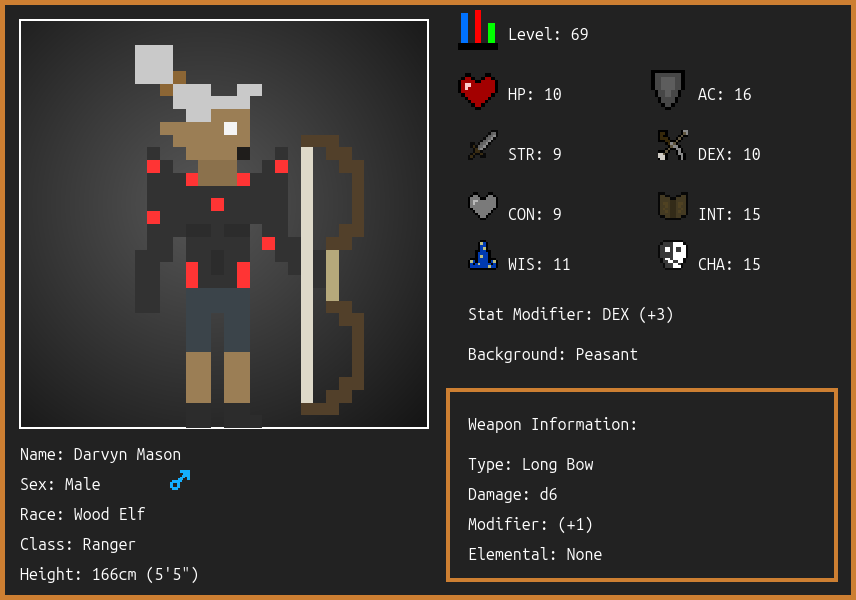 Level: 69
HP: 10
AC: 16
STR: 9
DEX: 10
CON: 9
INT: 15
WIS: 11
CHA: 15
Stat Modifier: DEX (+3)
Background: Peasant
Weapon Information:
Type: Long Bow
Damage: d6
Modifier: (+1)
Elemental: None
Name: Darvyn Mason
Sex: Male
Race: Wood Elf
Class: Ranger
Height: 166cm (5'5")